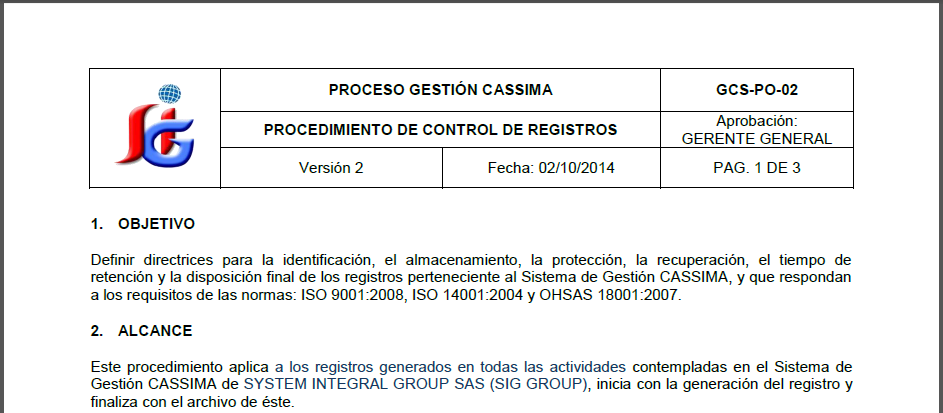 SIG
PROCESO GESTIÓN CASSIMA
GCS-PO-02
PROCEDIMIENTO DE CONTROL DE REGISTROS
Aprobación:
GERENTE GENERAL
Versión 2
Fecha: 02/10/2014
PAG. 1 DE 3
1. OBJETIVO
Definir directrices para la identificación, el almacenamiento, la protección, la recuperación, el tiempo de
retención y la disposición final de los registros perteneciente al Sistema de Gestión CASSIMA, y que respondan
a los requisitos de las normas: ISO 9001:2008, ISO 14001:2004 y OHSAS 18001:2007.
2. ALCANCE
Este procedimiento aplica a los registros generados en todas las actividades contempladas en el Sistema de
Gestión CASSIMA de SYSTEM INTEGRAL GROUP SAS (SIG GROUP), inicia con la generación del registro y
finaliza con el archivo de éste.